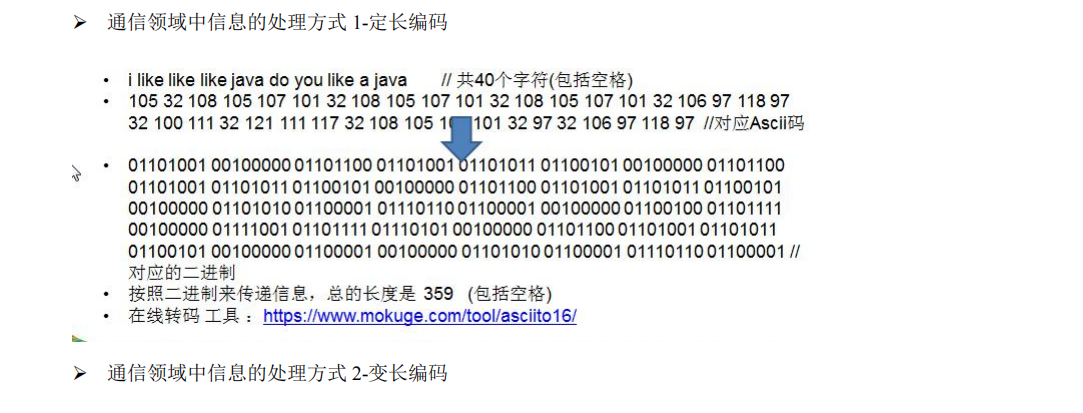 ➢ 通信领域中信息的处理方式 1-定长编码
• i like like like java do you like a java // 共40个字符(包括空格)
• 105 32 108 105 107 101 32 108 105 107 101 32 108 105 107 101 32 106 97 118 97
32 100 111 32 121 111 117 32 108 105 101 32 97 32 106 97 118 97 //对应Ascii码
• 01101001 00100000 01101100 01101001 01101011 01100101 00100000 01101100
01101001 01101011 01100101 00100000 01101100 01101001 01101011 01100101
00100000 01101010 01100001 01110110 01100001 00100000 01100100 01101111
00100000 01111001 01101111 01110101 00100000 01101100 01101001 01101011
01100101 00100000 01100001 00100000 01101010 01100001 01110110 01100001 //
对应的二进制
• 按照二进制来传递信息，总的长度是 359 (包括空格)
• 在线转码 工具 ：https://www.mokuge.com/tool/asciito16/
➢ 通信领域中信息的处理方式 2-变长编码